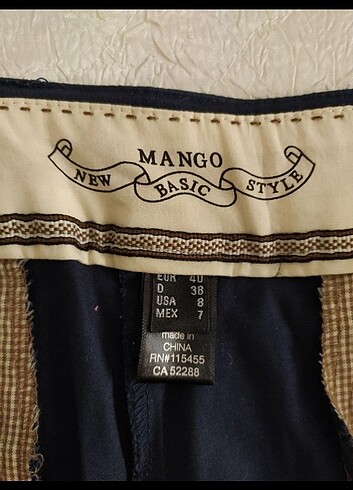 MANGO
NEW BASIC STYLE
EUR 40
D 38
USA 8
MEX 7
made in
CHINA
RN#115455
CA 52288